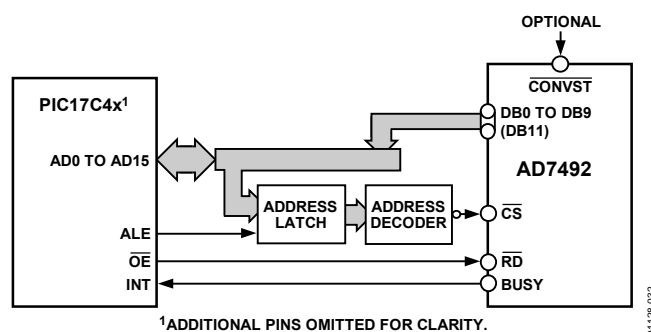 OPTIONAL
PIC17C4x¹
CONVST
DB0 TO DB9
(DB11)
AD7492
AD0 TO AD15
ADDRESS
LATCH
ADDRESS
DECODER
CS
ALE
OE
RD
INT
BUSY
¹ADDITIONAL PINS OMITTED FOR CLARITY.